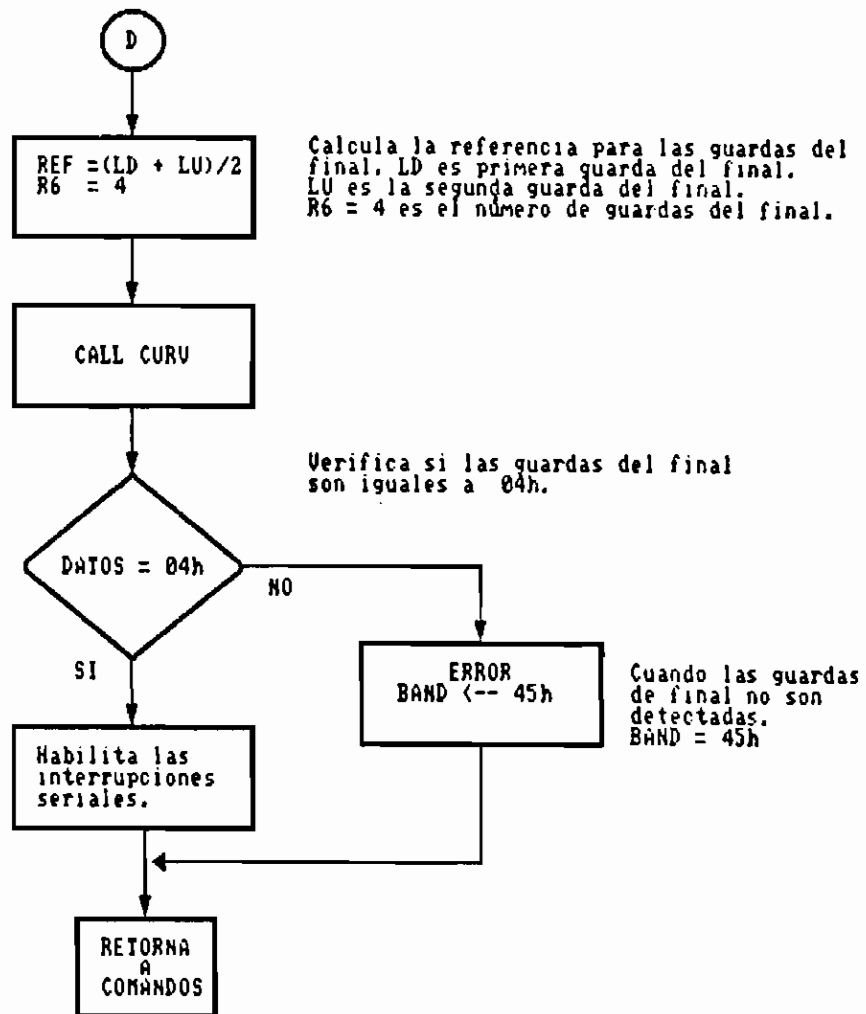 D
REF =(LD + LU)/2
R6 = 4
Calcula la referencia para las guardas del
final. LD es primera guarda del final.
LU es la segunda guarda del final.
R6 = 4 es el número de guardas del final.
CALL CURV
Verifica si las guardas del final
son iguales a 04h.
DATOS = 04h
NO
SI
ERROR
BAND <-- 45h
Cuando las guardas
de final no son
detectadas.
BAND = 45h
Habilita las
interrupciones
seriales.
RETORNA
A
COMANDOS